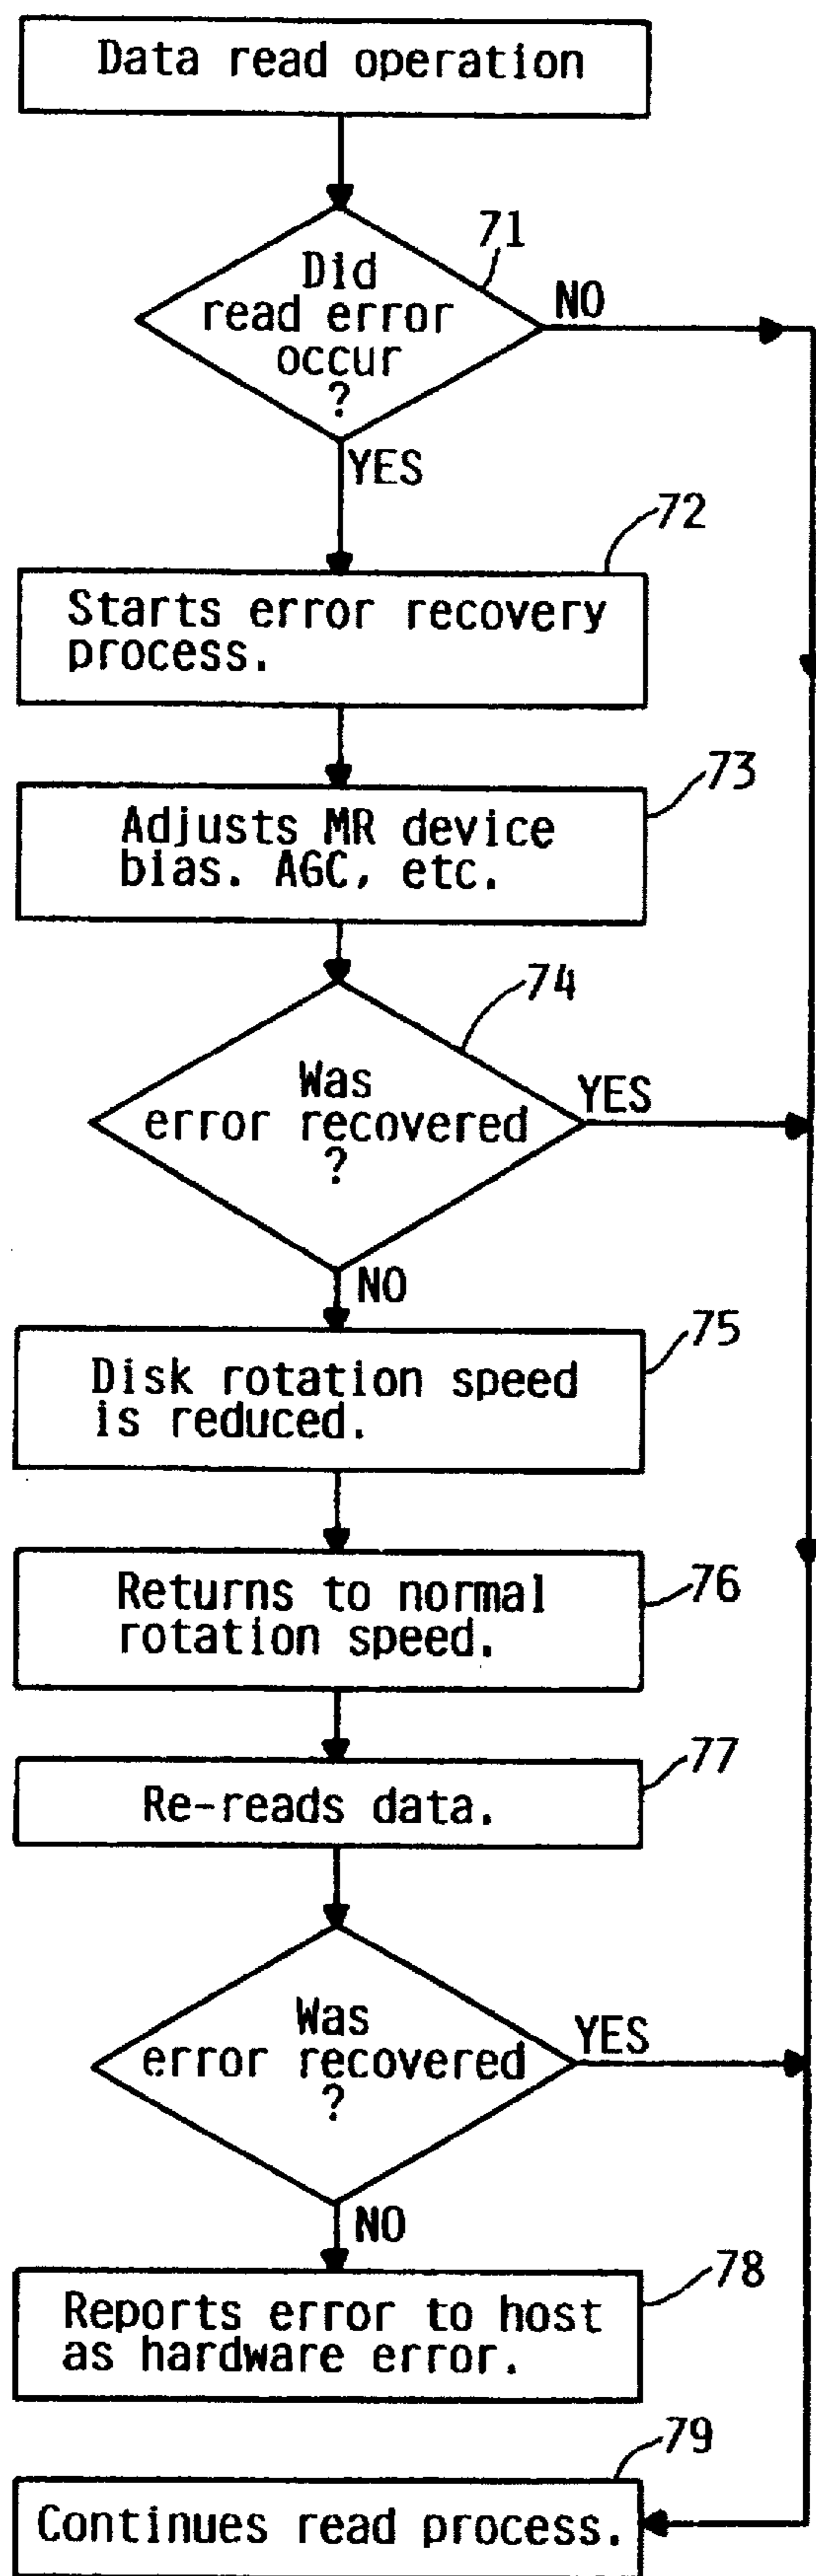 Data read operation
71
Did
read error
occur
?
NO
YES
72
Starts error recovery
process.
73
Adjusts MR device
bias. AGC, etc.
74
Was
error recovered
?
YES
NO
75
Disk rotation speed
is reduced.
76
Returns to normal
rotation speed.
77
Re-reads data.
Was
error recovered
?
YES
NO
78
Reports error to host
as hardware error.
79
Continues read process.